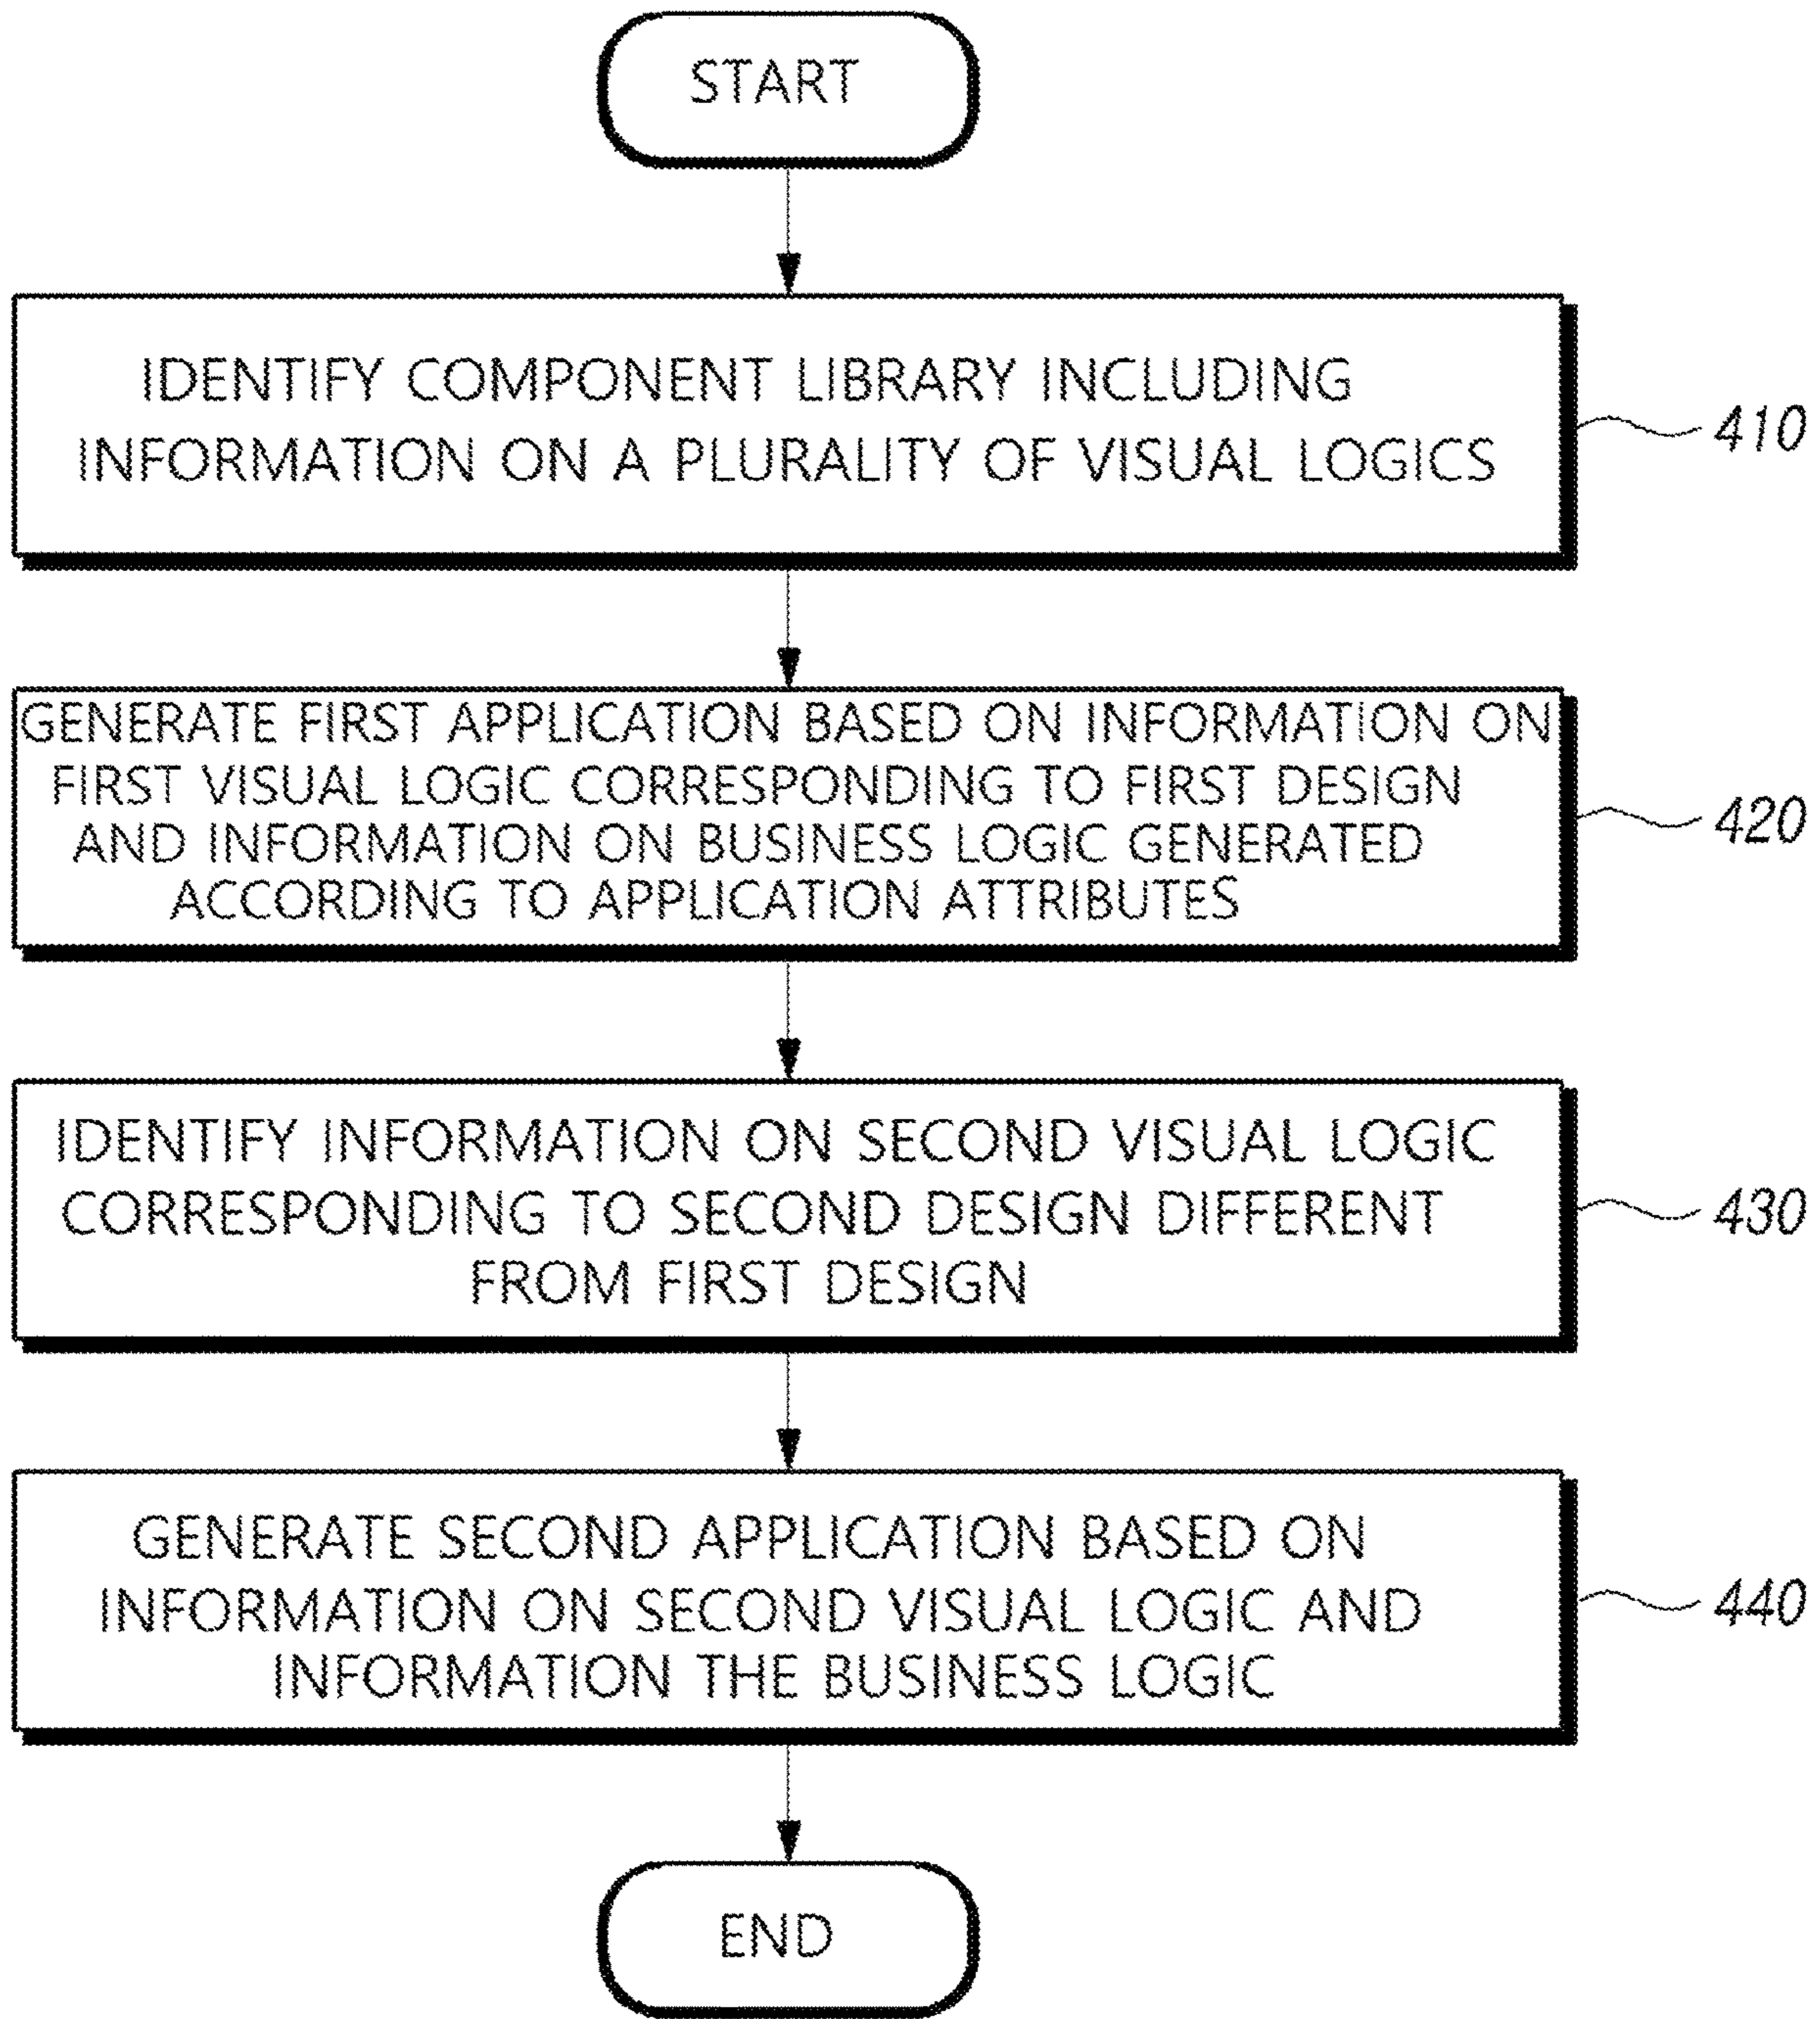 START
IDENTIFY COMPONENT LIBRARY INCLUDING
INFORMATION ON A PLURALITY OF VISUAL LOGICS
410
GENERATE FIRST APPLICATION BASED ON INFORMATION ON
FIRST VISUAL LOGIC CORRESPONDING TO FIRST DESIGN
AND INFORMATION ON BUSINESS LOGIC GENERATED
ACCORDING TO APPLICATION ATTRIBUTES
420
IDENTIFY INFORMATION ON SECOND VISUAL LOGIC
CORRESPONDING TO SECOND DESIGN DIFFERENT
FROM FIRST DESIGN
430
GENERATE SECOND APPLICATION BASED ON
INFORMATION ON SECOND VISUAL LOGIC AND
INFORMATION THE BUSINESS LOGIC
440
END